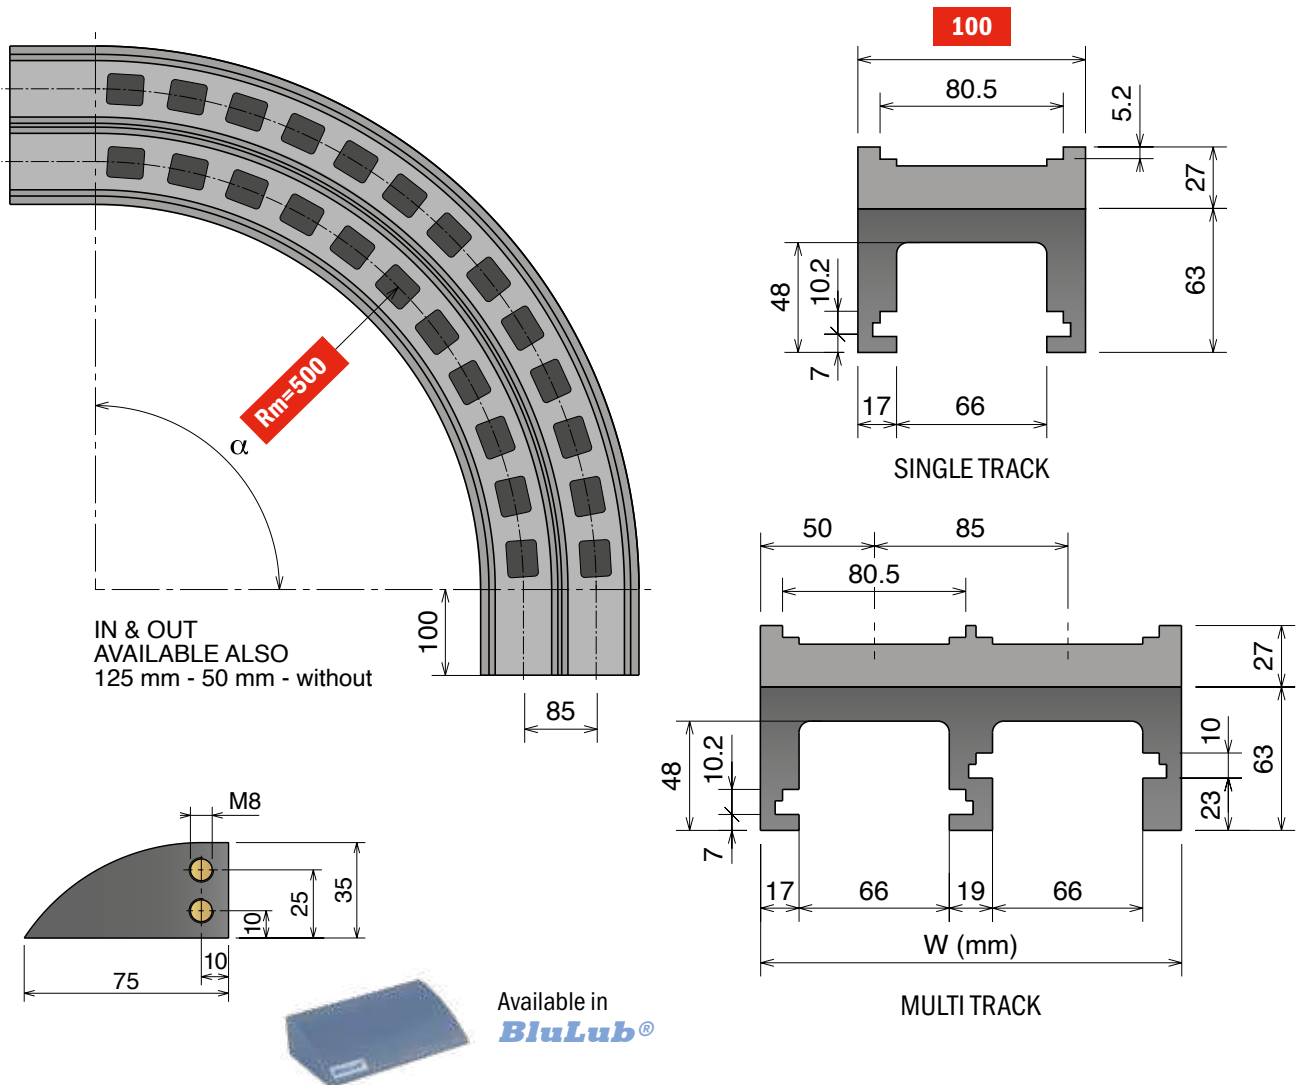 100
80.5
5.2
27
63
48
10.2
7
17
66
SINGLE TRACK
Rm=500
α
IN & OUT
AVAILABLE ALSO
125 mm - 50 mm - without
100
85
50
85
80.5
27
63
10
23
48
10.2
7
17
66
19
66
W (mm)
MULTI TRACK
M8
35
25
10
10
75
Available in
BluLub®